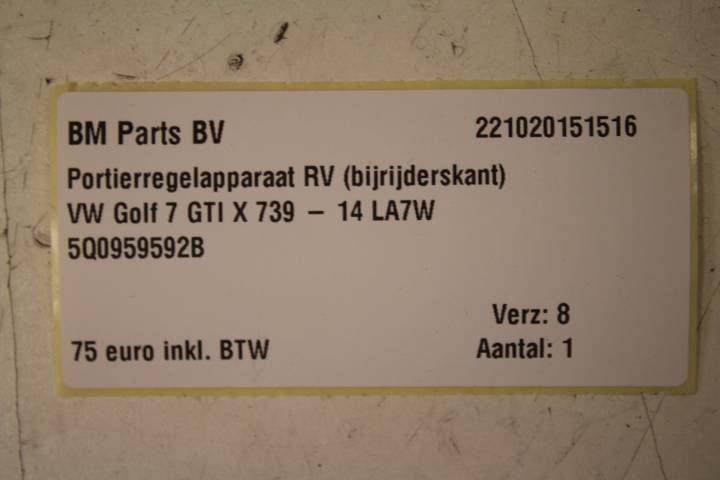 BM Parts BV 221020151516
Portierregelapparaat RV (bijrijderskant)
VW Golf 7 GTI X 739 – 14 LA7W
5Q0959592B
Verz: 8
75 euro inkl. BTW Aantal: 1